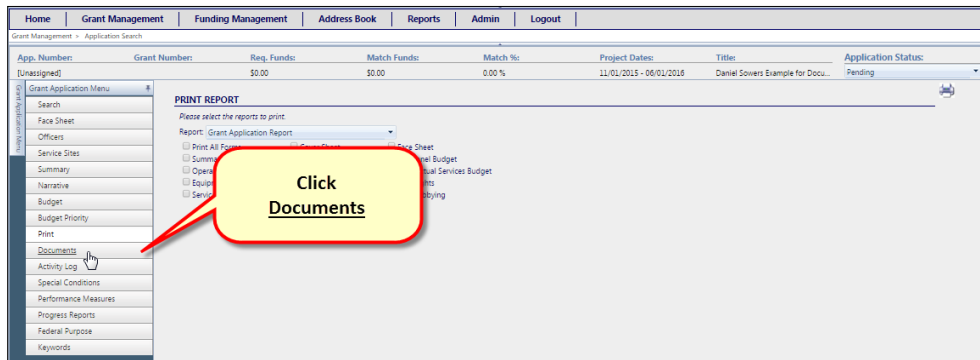 Home Grant Management Funding Management Address Book Reports Admin Logout
Grant Management > Application Search
App. Number: Grant Number: Req. Funds: Match Funds: Match %: Project Dates: Title: Application Status:
[Unassigned] $0.00 $0.00 0.00 % 11/01/2015 - 06/01/2016 Daniel Sowers Example for Docu... Pending
Grant Application Menu
Grant Application Menu
Search
Face Sheet
Officers
Service Sites
Summary
Narrative
Budget
Budget Priority
Print
Documents
Activity Log
Special Conditions
Performance Measures
Progress Reports
Federal Purpose
Keywords
PRINT REPORT
Please select the reports to print.
Report: Grant Application Report
Print All Face Sheet
Budget
Services Budget
Click
Documents